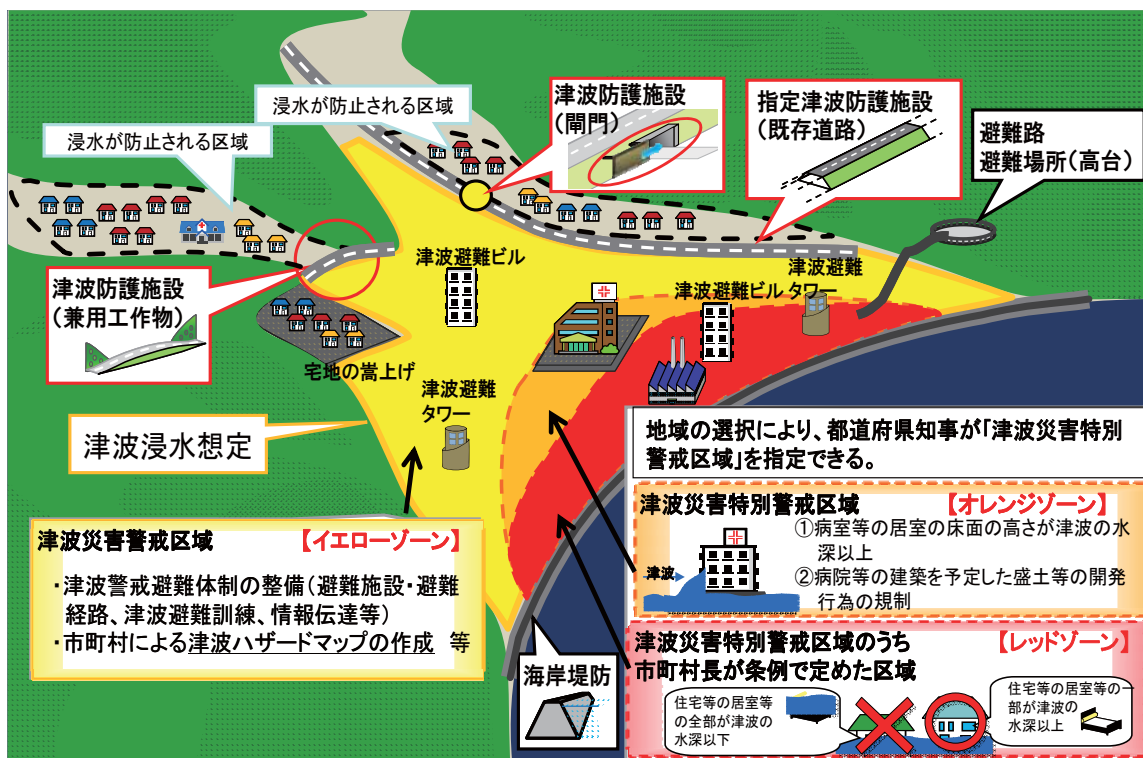 浸水が防止される区域
浸水が防止される区域
津波防護施設
（閘門）
指定津波防護施設
（既存道路）
避難路
避難場所（高台）
津波防護施設
（兼用工作物）
津波避難ビル
津波避難
タワー
津波避難ビル
宅地の嵩上げ
津波避難
タワー
津波浸水想定
地域の選択により、都道府県知事が「津波災害特別
警戒区域」を指定できる。
津波災害警戒区域 【イエローゾーン】
・津波警戒避難体制の整備（避難施設・避難
経路、津波避難訓練、情報伝達等）
・市町村による津波ハザードマップの作成 等
津波災害特別警戒区域 【オレンジゾーン】
①病室等の居室の床面の高さが津波の水
深以上
②病院等の建築を予定した盛土等の開発
行為の規制
津波
海岸堤防
津波災害特別警戒区域のうち 【レッドゾーン】
市町村長が条例で定めた区域
住宅等の居室等
の全部が津波の
水深以下
住宅等の居室等の一
部が津波の
水深以上